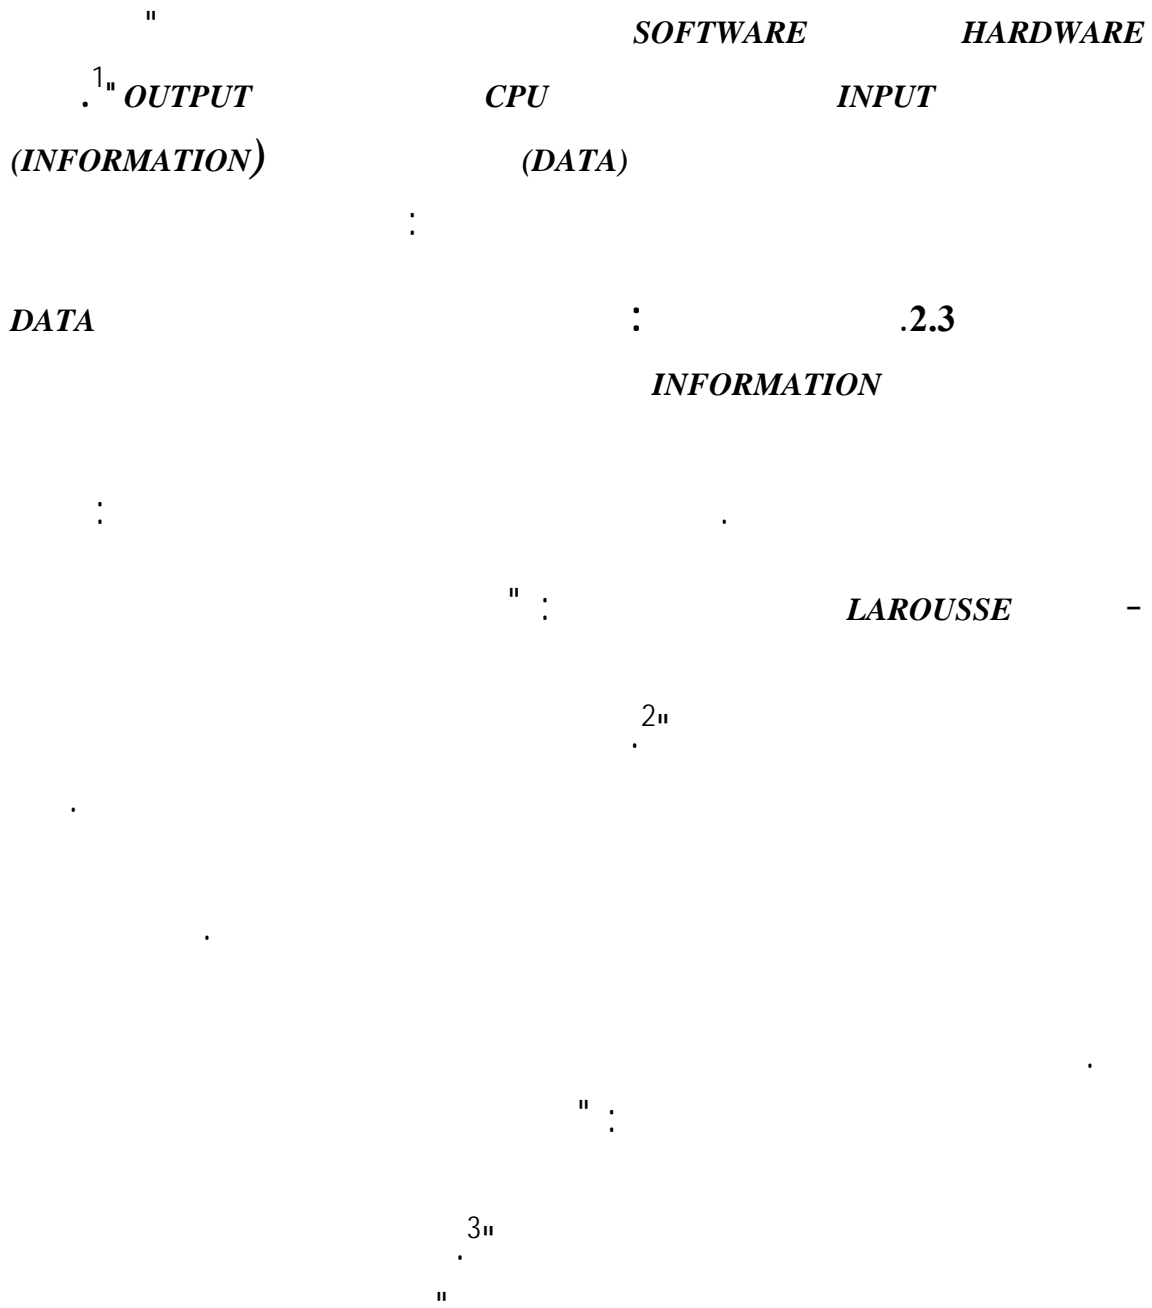 HARDWARE SOFTWARE "
INPUT CPU OUTPUT "1.
(DATA) (INFORMATION)
:
2.3. : DATA
INFORMATION
. :
- LAROUSSE : "
"2.
.
.
.
: "
"3.
"